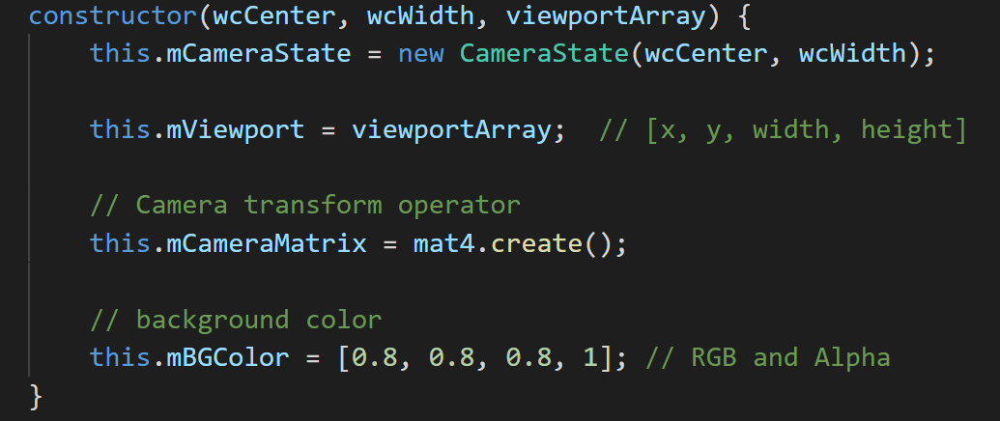 constructor(wcCenter, wcWidth, viewportArray) {
this.mCameraState = new CameraState(wcCenter, wcWidth);
this.mViewport = viewportArray;  // [x, y, width, height]
// Camera transform operator
this.mCameraMatrix = mat4.create();
// background color
this.mBGColor = [0.8, 0.8, 0.8, 1]; // RGB and Alpha
}